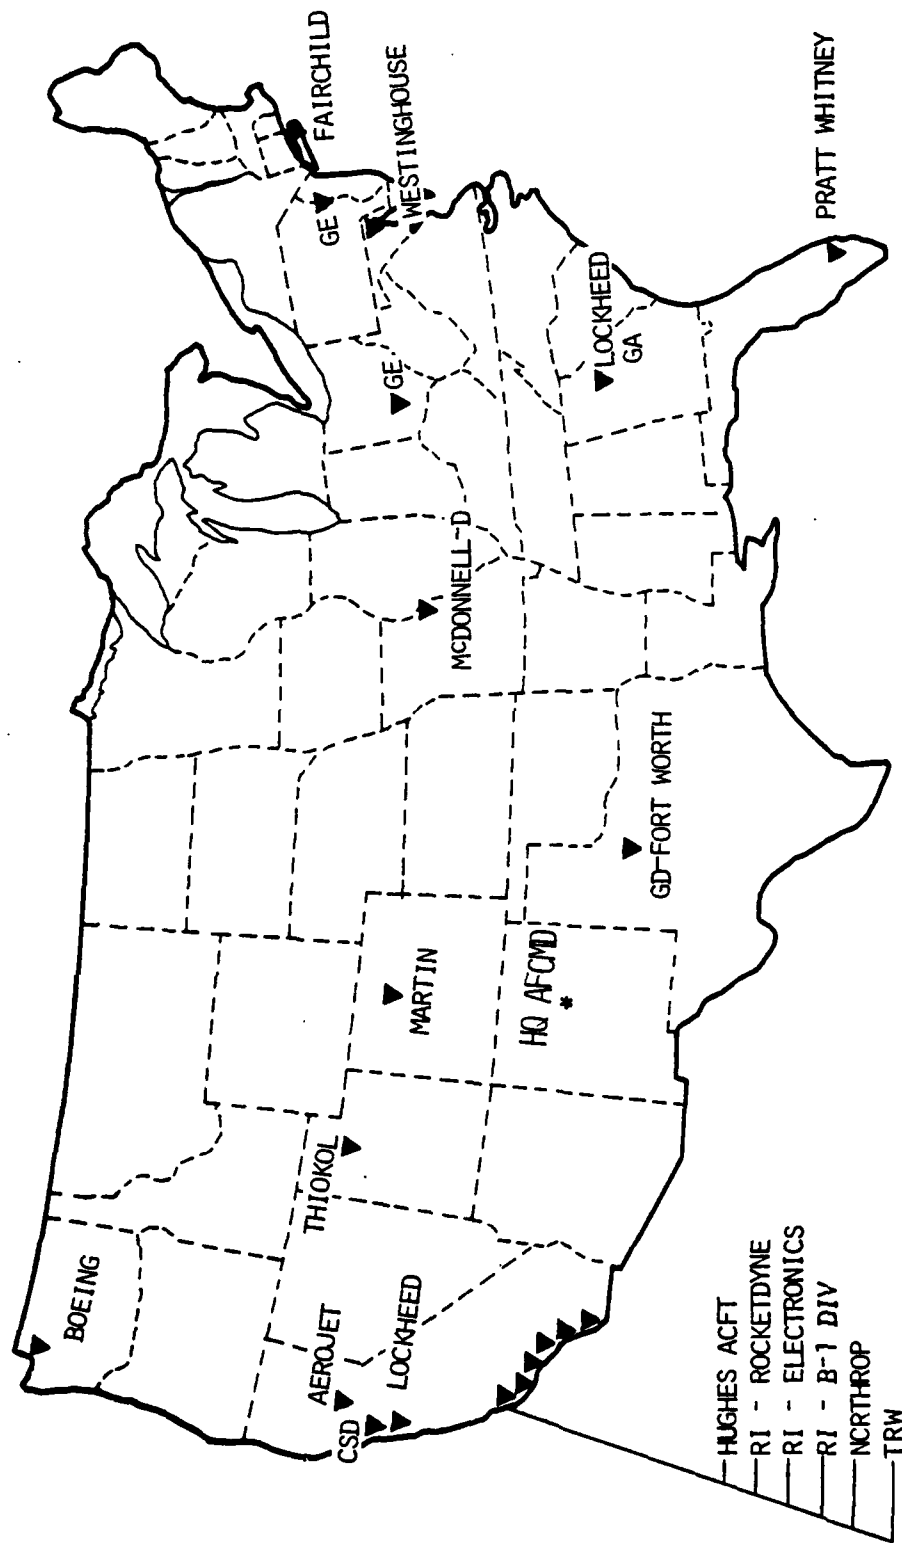 BOEING
AEROJET
CSD
LOCKHEED
THIOKOL
MARTIN
HQ AFCMD
*
GD-FORT WORTH
McDONNELL-D
GE
GE
FAIRCHILD
WESTINGHOUSE
LOCKHEED
GA
PRATT WHITNEY
HUGHES ACFT
RI - ROCKETDYNE
RI - ELECTRONICS
RI - B-1 DIV
NCRTHROP
TRW